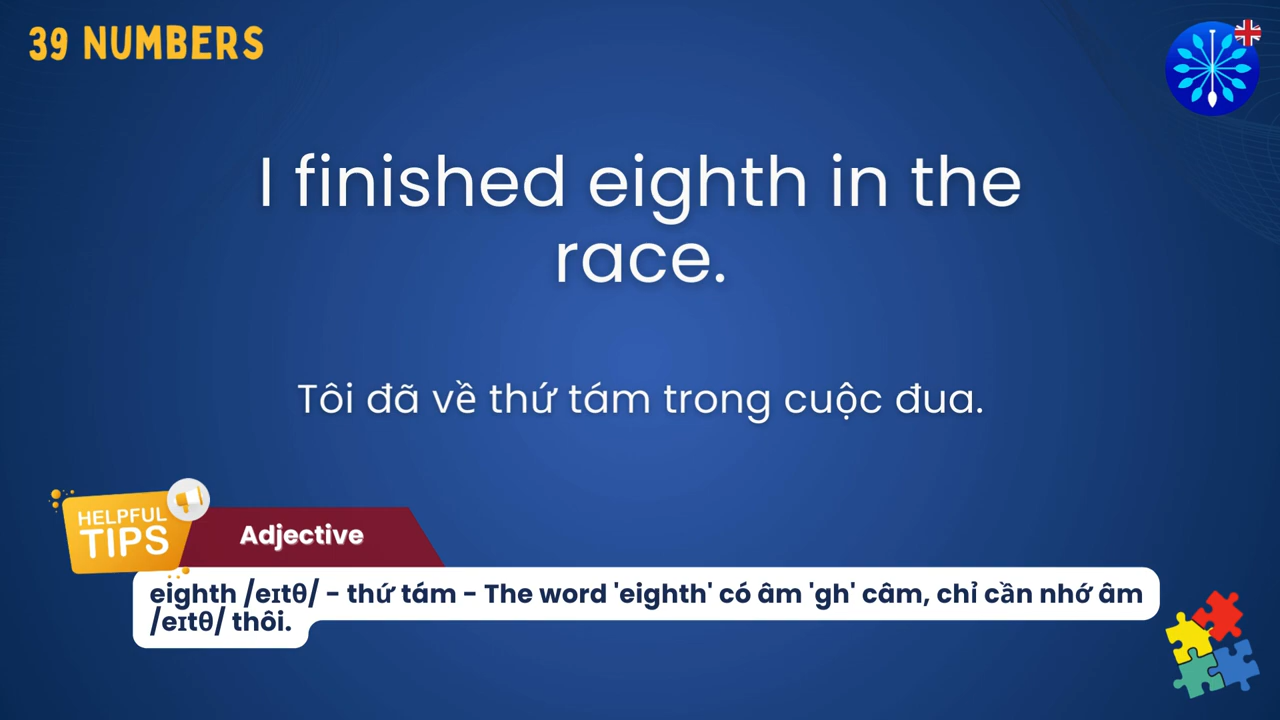 39 NUMBERS
I finished eighth in the
race.
Tôi đã về thứ tám trong cuộc đua.
HELPFUL
TIPS
Adjective
eighth /eɪtθ/ - thứ tám - The word 'eighth' có âm 'gh' câm, chỉ cần nhớ âm
/eɪtθ/ thôi.